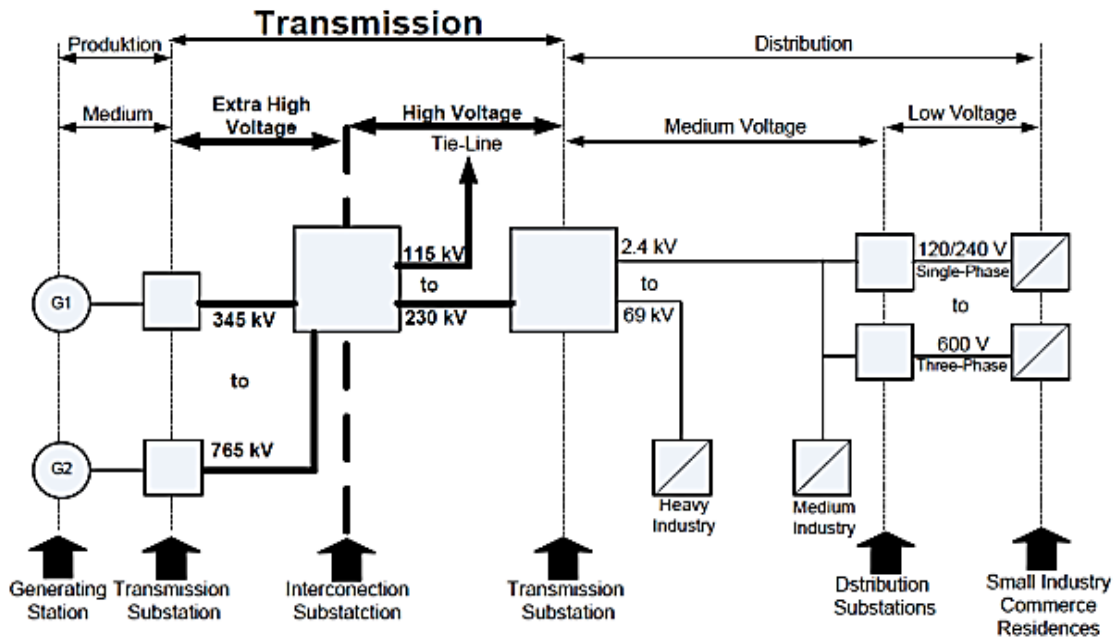 Transmission
Produktion
Distribution
Medium
Extra High
Voltage
High Voltage
Medium Voltage
Low Voltage
Tie-Line
115 kV
to
230 kV
2.4 kV
to
69 kV
120/240 V
Single-Phase
to
600 V
Three-Phase
G1
345 kV
to
765 kV
G2
Heavy
Industry
Medium
Industry
Generating
Station
Transmission
Substation
Interconection
Substatction
Transmission
Substation
Dstribution
Substations
Small Industry
Commerce
Residences